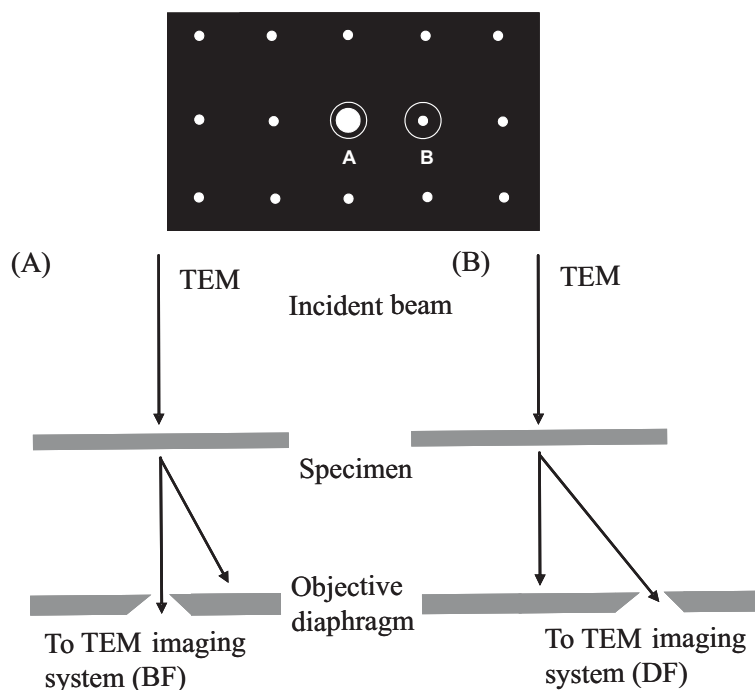 A
B
(A)
TEM
(B)
TEM
Incident beam
Specimen
Objective
diaphragm
To TEM imaging
system (BF)
To TEM imaging
system (DF)